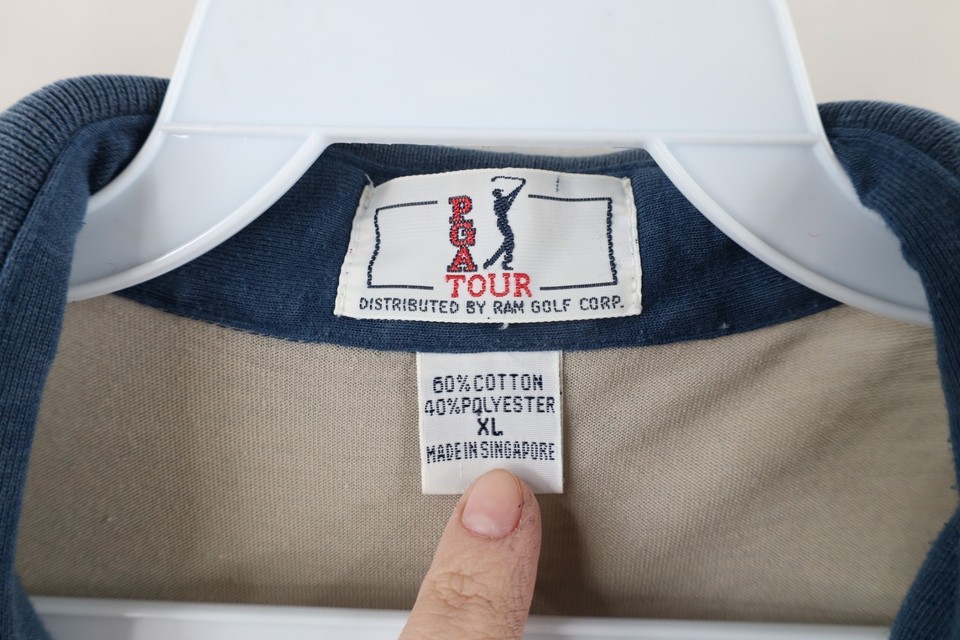 PGA
TOUR
DISTRIBUTED BY RAM GOLF CORP.
60% COTTON
40% POLYESTER
XL
MADE IN SINGAPORE